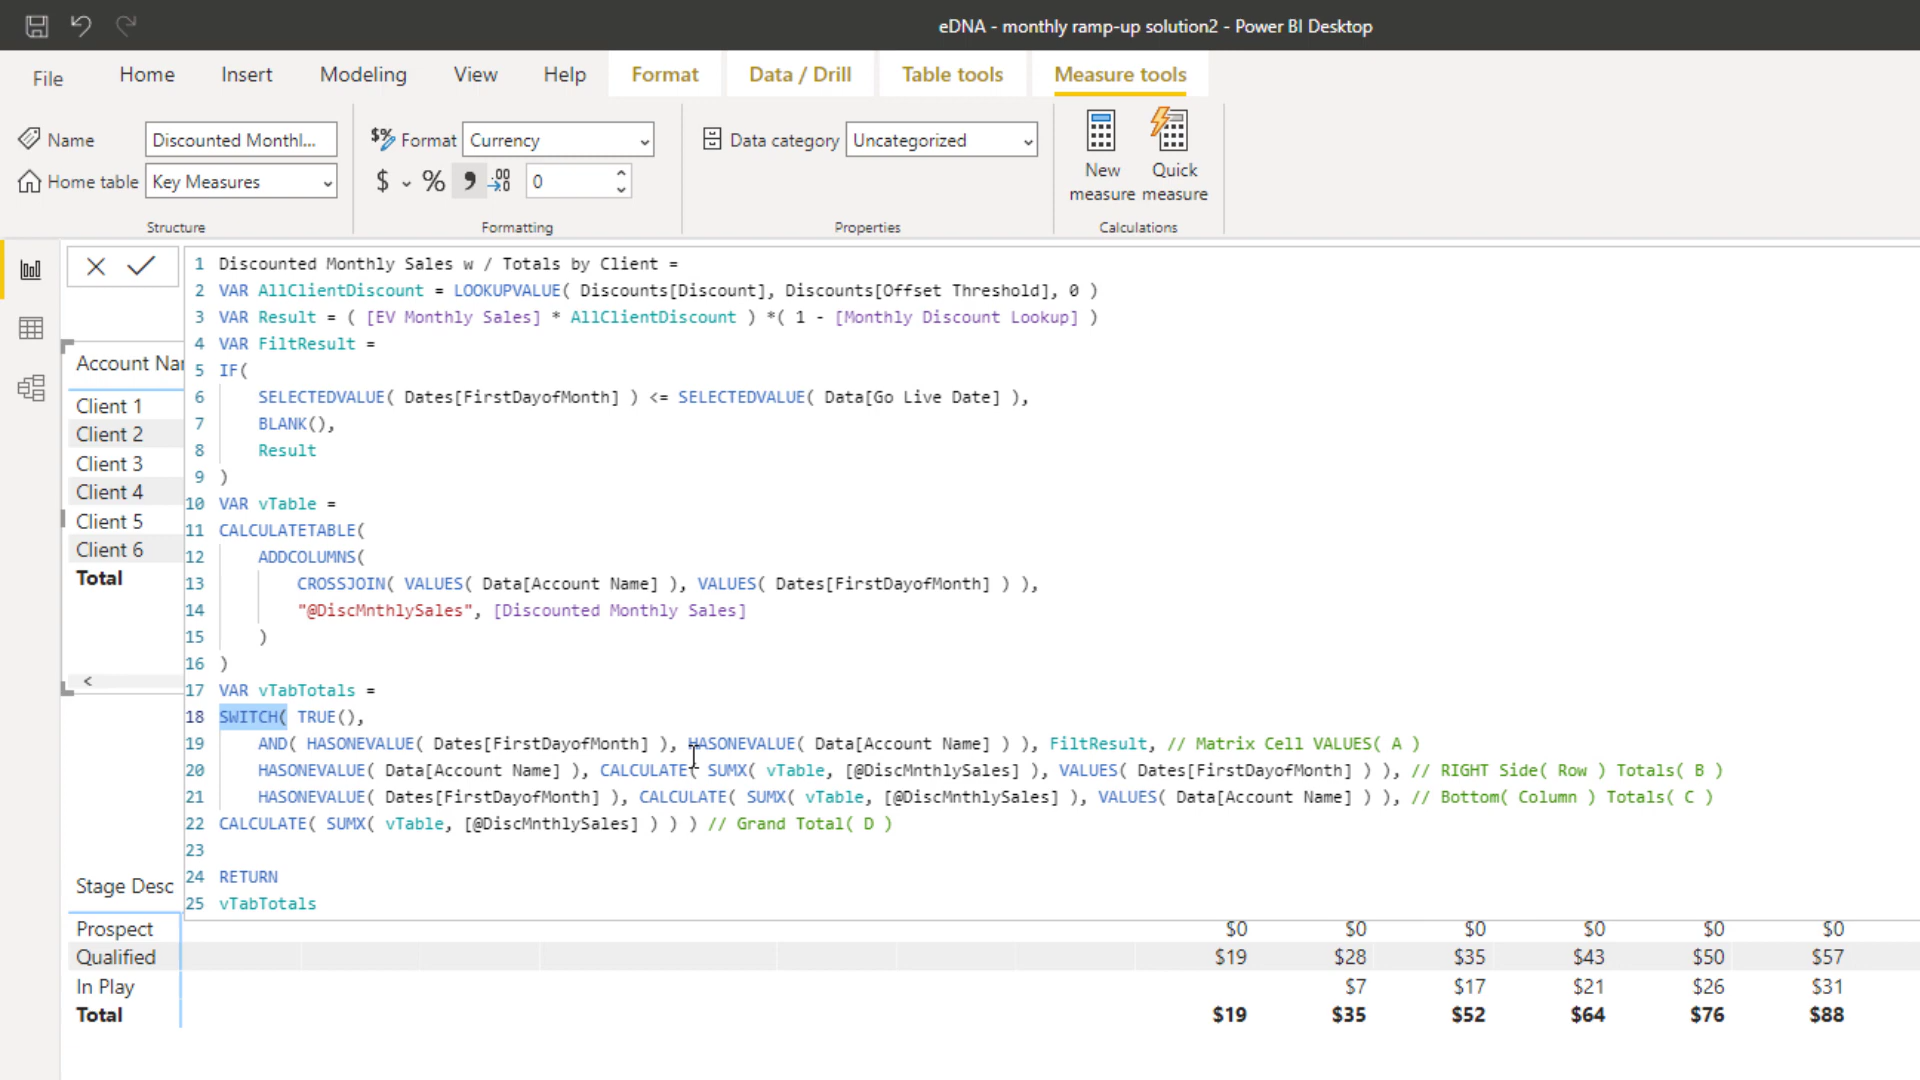 eDNA - monthly ramp-up solution2 - Power BI Desktop
File Home Insert Modeling View Help Format Data / Drill Table tools Measure tools
Name Discounted Monthl...
Home table Key Measures
Structure
$% Format Currency
$ % , .00 0
Formatting
Data category Uncategorized
Properties
New measure
Quick measure
Calculations
1 Discounted Monthly Sales w / Totals by Client =
2 VAR AllClientDiscount = LOOKUPVALUE( Discounts[Discount], Discounts[Offset Threshold], 0 )
3 VAR Result = ( [EV Monthly Sales] * AllClientDiscount ) *( 1 - [Monthly Discount Lookup] )
4 VAR FiltResult =
5 IF(
6 SELECTEDVALUE( Dates[FirstDayofMonth] ) <= SELECTEDVALUE( Data[Go Live Date] ),
7 BLANK(),
8 Result
9 )
10 VAR vTable =
11 CALCULATETABLE(
12 ADDCOLUMNS(
13 CROSSJOIN( VALUES( Data[Account Name] ), VALUES( Dates[FirstDayofMonth] ) ),
14 "@DiscMnthlySales", [Discounted Monthly Sales]
15 )
16 )
17 VAR vTabTotals =
18 SWITCH( TRUE(),
19 AND( HASONEVALUE( Dates[FirstDayofMonth] ), HASONEVALUE( Data[Account Name] ) ), FiltResult, // Matrix Cell VALUES( A )
20 HASONEVALUE( Data[Account Name] ), CALCULATE( SUMX( vTable, [@DiscMnthlySales] ), VALUES( Dates[FirstDayofMonth] ) ), // RIGHT Side( Row ) Totals( B )
21 HASONEVALUE( Dates[FirstDayofMonth] ), CALCULATE( SUMX( vTable, [@DiscMnthlySales] ), VALUES( Data[Account Name] ) ), // Bottom( Column ) Totals( C )
22 CALCULATE( SUMX( vTable, [@DiscMnthlySales] ) ) ) // Grand Total( D )
23
24 RETURN
25 vTabTotals
Account Nar
Client 1
Client 2
Client 3
Client 4
Client 5
Client 6
Total
Stage Desc
Prospect $0 $0 $0 $0 $0 $0
Qualified $19 $28 $35 $43 $50 $57
In Play $7 $17 $21 $26 $31
Total $19 $35 $52 $64 $76 $88